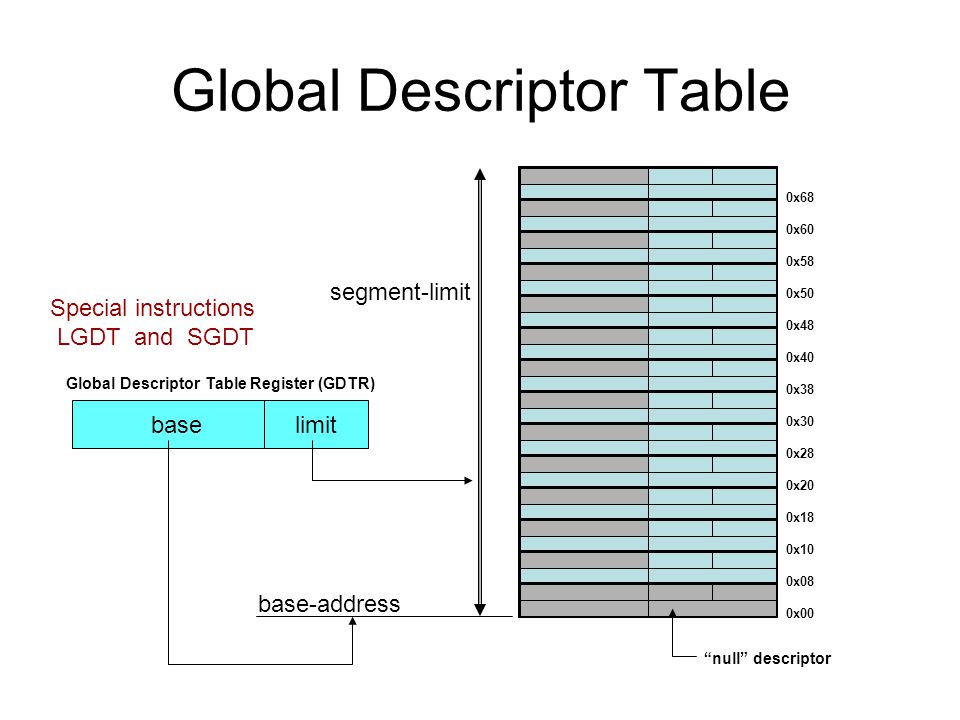 Global Descriptor Table
0x68
0x60
0x58
segment-limit
0x50
Special instructions
LGDT and SGDT
0x48
0x40
Global Descriptor Table Register (GDTR)
0x38
base limit
0x30
0x28
0x20
0x18
0x10
0x08
base-address
0x00
“null” descriptor